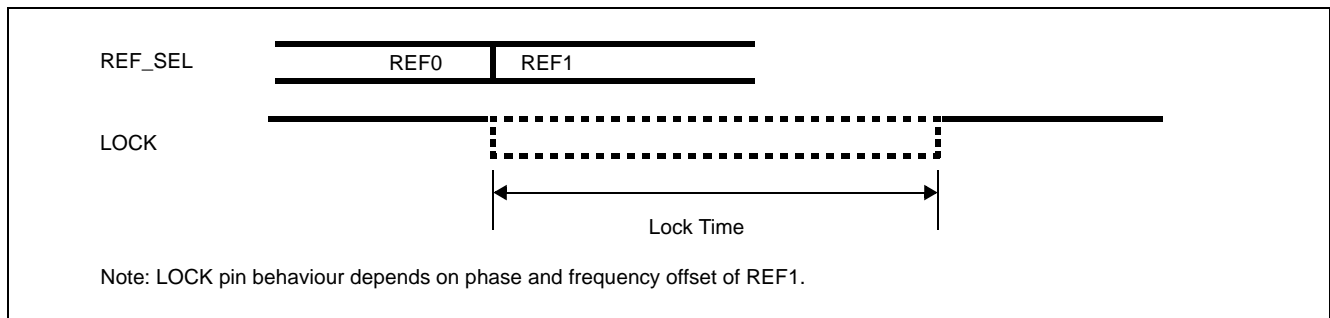 REF_SEL REF0 REF1
LOCK
Lock Time
Note: LOCK pin behaviour depends on phase and frequency offset of REF1.